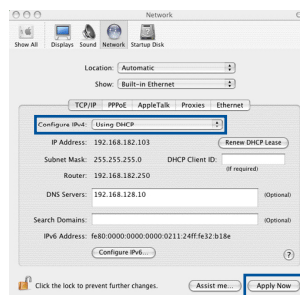 Network
Show All Displays Sound Network Startup Disk
Location: Automatic
Show: Built-in Ethernet
TCP/IP PPPoE AppleTalk Proxies Ethernet
Configure IPv4: Using DHCP
IP Address: 192.168.182.103 Renew DHCP Lease
Subnet Mask: 255.255.255.0 DHCP Client ID:
(If required)
Router: 192.168.182.250
DNS Servers: 192.168.128.10 (Optional)
Search Domains: (Optional)
IPv6 Address: fe80:0000:0000:0000:0211:24ff:fe32:b18e
Configure IPv6... ?
Click the lock to prevent further changes. Assist me... Apply Now